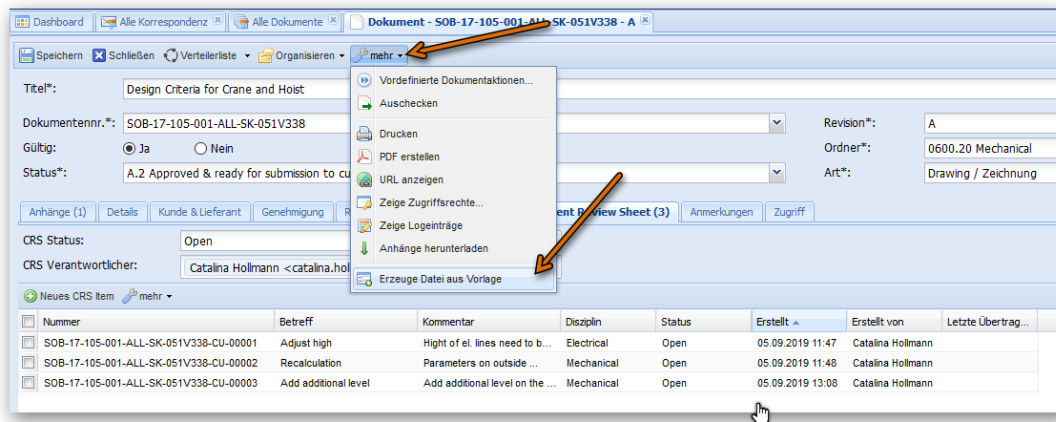 Dashboard Alle Korrespondenz Alle Dokumente Dokument - SOB-17-105-001-ALL-SK-051V338 - A
Speichern Schließen Verteilerliste Organisieren mehr
Titel*: Design Criteria for Crane and Hoist
Dokumentennr.*: SOB-17-105-001-ALL-SK-051V338 Revision*: A
Gültig: Ja Nein Ordner*: 0600.20 Mechanical
Status*: A.2 Approved & ready for submission to cu Art*: Drawing / Zeichnung
Vordefinierte Dokumentaktionen...
Auschecken
Drucken
PDF erstellen
URL anzeigen
Zeige Zugriffsrechte...
Zeige Logeinträge
Anhänge herunterladen
Erzeuge Datei aus Vorlage
Anhänge (1) Details Kunde & Lieferant Genehmigung R ent Review Sheet (3) Anmerkungen Zugriff
CRS Status: Open
CRS Verantwortlicher: Catalina Hollmann <catalina.hol
Neues CRS Item mehr
Nummer Betreff Kommentar Disziplin Status Erstellt Erstellt von Letzte Übertrag...
SOB-17-105-001-ALL-SK-051V338-CU-00001 Adjust high Hight of el. lines need to b... Electrical Open 05.09.2019 11:47 Catalina Hollmann
SOB-17-105-001-ALL-SK-051V338-CU-00002 Recalculation Parameters on outside ... Mechanical Open 05.09.2019 11:48 Catalina Hollmann
SOB-17-105-001-ALL-SK-051V338-CU-00003 Add additional level Add additional level on the ... Mechanical Open 05.09.2019 13:08 Catalina Hollmann